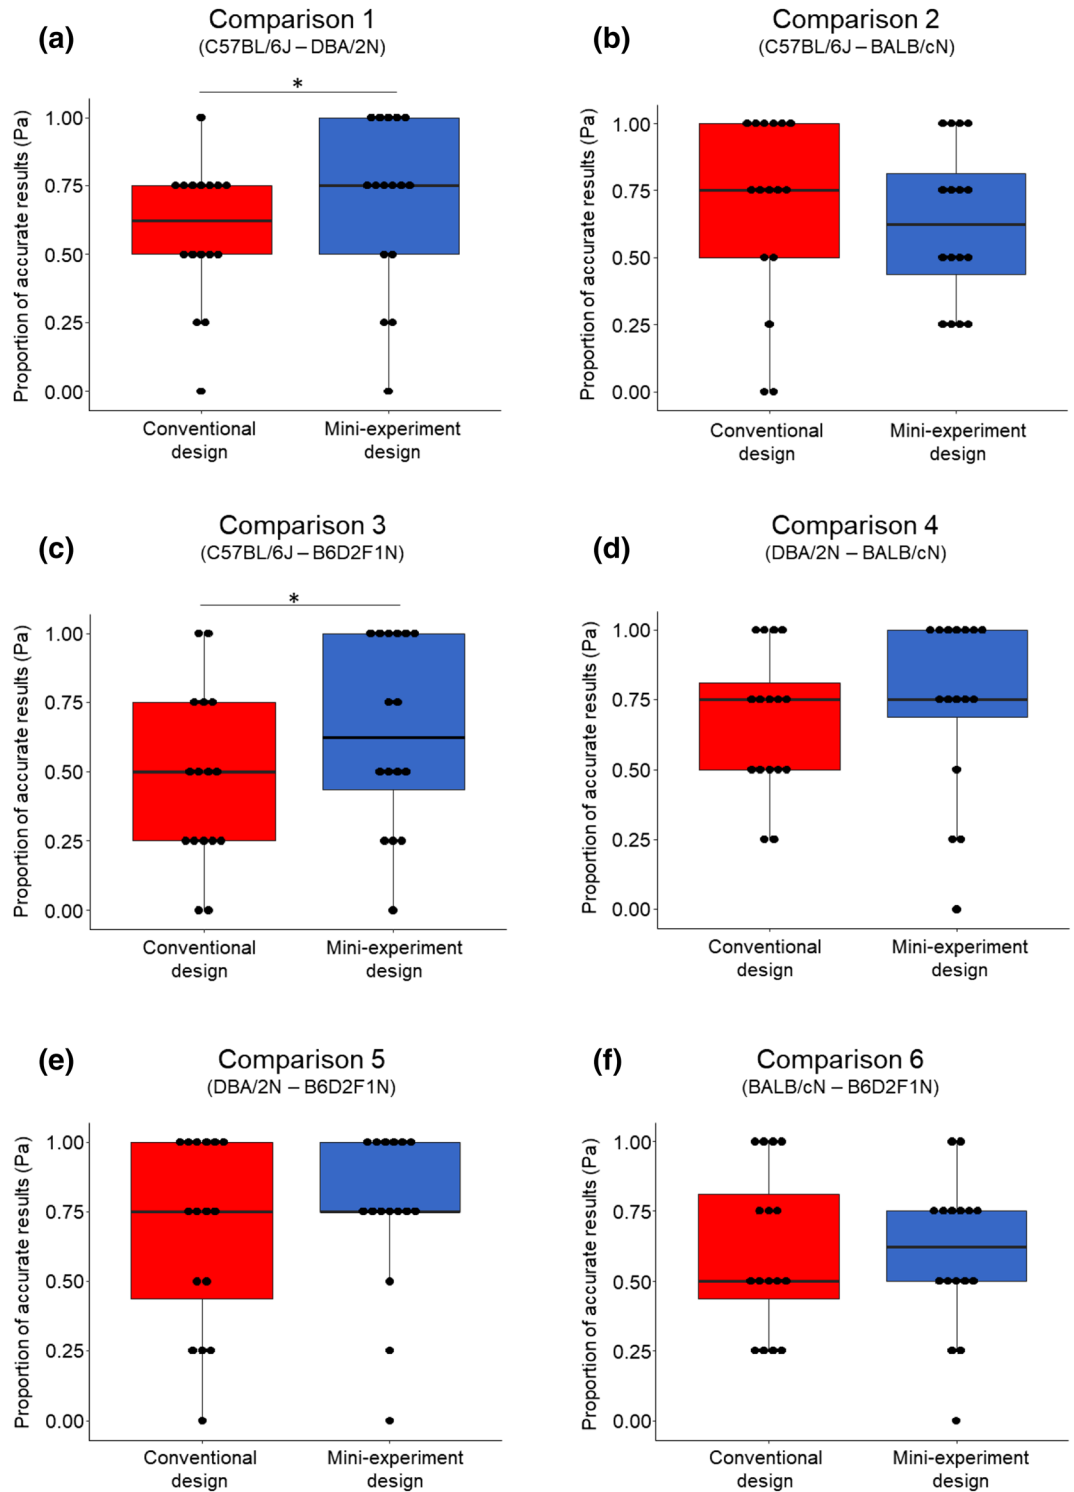 (a)
Comparison 1
(C57BL/6J – DBA/2N)
*
Proportion of accurate results (Pa)
1.00
0.75
0.50
0.25
0.00
Conventional
design
Mini-experiment
design
(b)
Comparison 2
(C57BL/6J – BALB/cN)
Proportion of accurate results (Pa)
1.00
0.75
0.50
0.25
0.00
Conventional
design
Mini-experiment
design
(c)
Comparison 3
(C57BL/6J – B6D2F1N)
*
Proportion of accurate results (Pa)
1.00
0.75
0.50
0.25
0.00
Conventional
design
Mini-experiment
design
(d)
Comparison 4
(DBA/2N – BALB/cN)
Proportion of accurate results (Pa)
1.00
0.75
0.50
0.25
0.00
Conventional
design
Mini-experiment
design
(e)
Comparison 5
(DBA/2N – B6D2F1N)
Proportion of accurate results (Pa)
1.00
0.75
0.50
0.25
0.00
Conventional
design
Mini-experiment
design
(f)
Comparison 6
(BALB/cN – B6D2F1N)
Proportion of accurate results (Pa)
1.00
0.75
0.50
0.25
0.00
Conventional
design
Mini-experiment
design